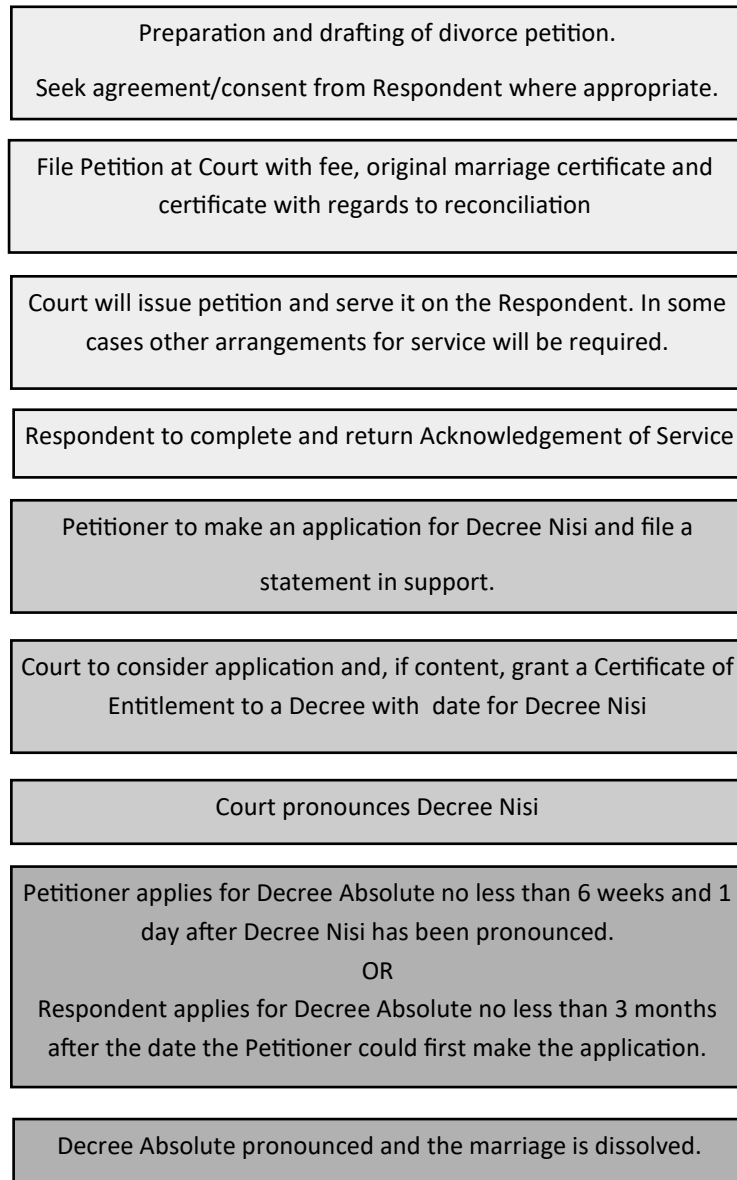 Preparation and drafting of divorce petition.
Seek agreement/consent from Respondent where appropriate.
File Petition at Court with fee, original marriage certificate and
certificate with regards to reconciliation
Court will issue petition and serve it on the Respondent. In some
cases other arrangements for service will be required.
Respondent to complete and return Acknowledgement of Service
Petitioner to make an application for Decree Nisi and file a
statement in support.
Court to consider application and, if content, grant a Certificate of
Entitlement to a Decree with  date for Decree Nisi
Court pronounces Decree Nisi
Petitioner applies for Decree Absolute no less than 6 weeks and 1
day after Decree Nisi has been pronounced.
OR
Respondent applies for Decree Absolute no less than 3 months
after the date the Petitioner could first make the application.
Decree Absolute pronounced and the marriage is dissolved.